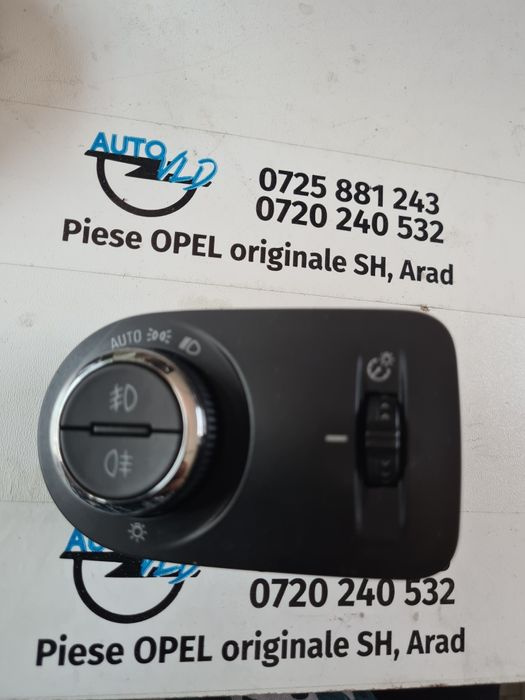 AUTO VLD
0725 881 243
0720 240 532
Piese OPEL originale SH, Arad
AUTO
AUTO
0720 240 532
Piese OPEL originale SH, Arad